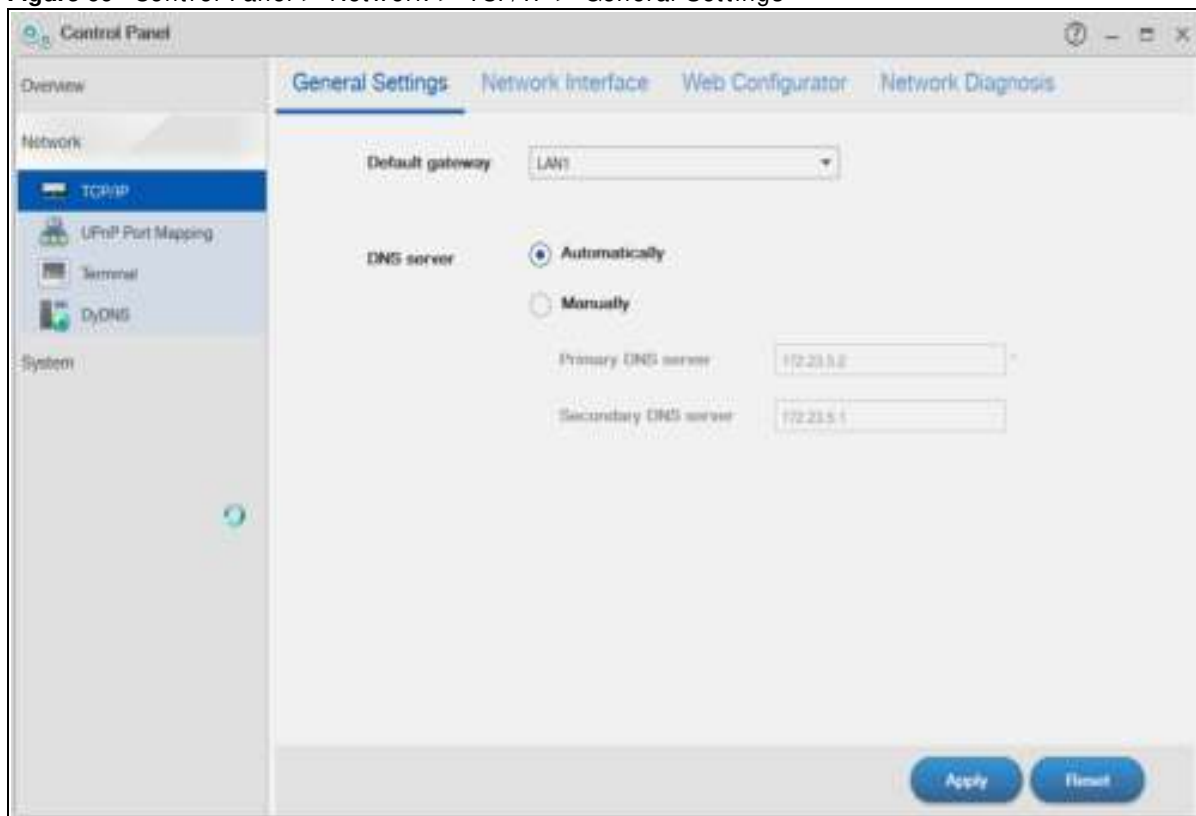 Control Panel
Overview
Network
TCP/IP
UPnP Port Mapping
Terminal
DyDNS
System
General Settings Network Interface Web Configurator Network Diagnosis
Default gateway LAN1
DNS server Automatically
Manually
Primary DNS server 172.23.5.2 *
Secondary DNS server 172.23.5.1
Apply Reset